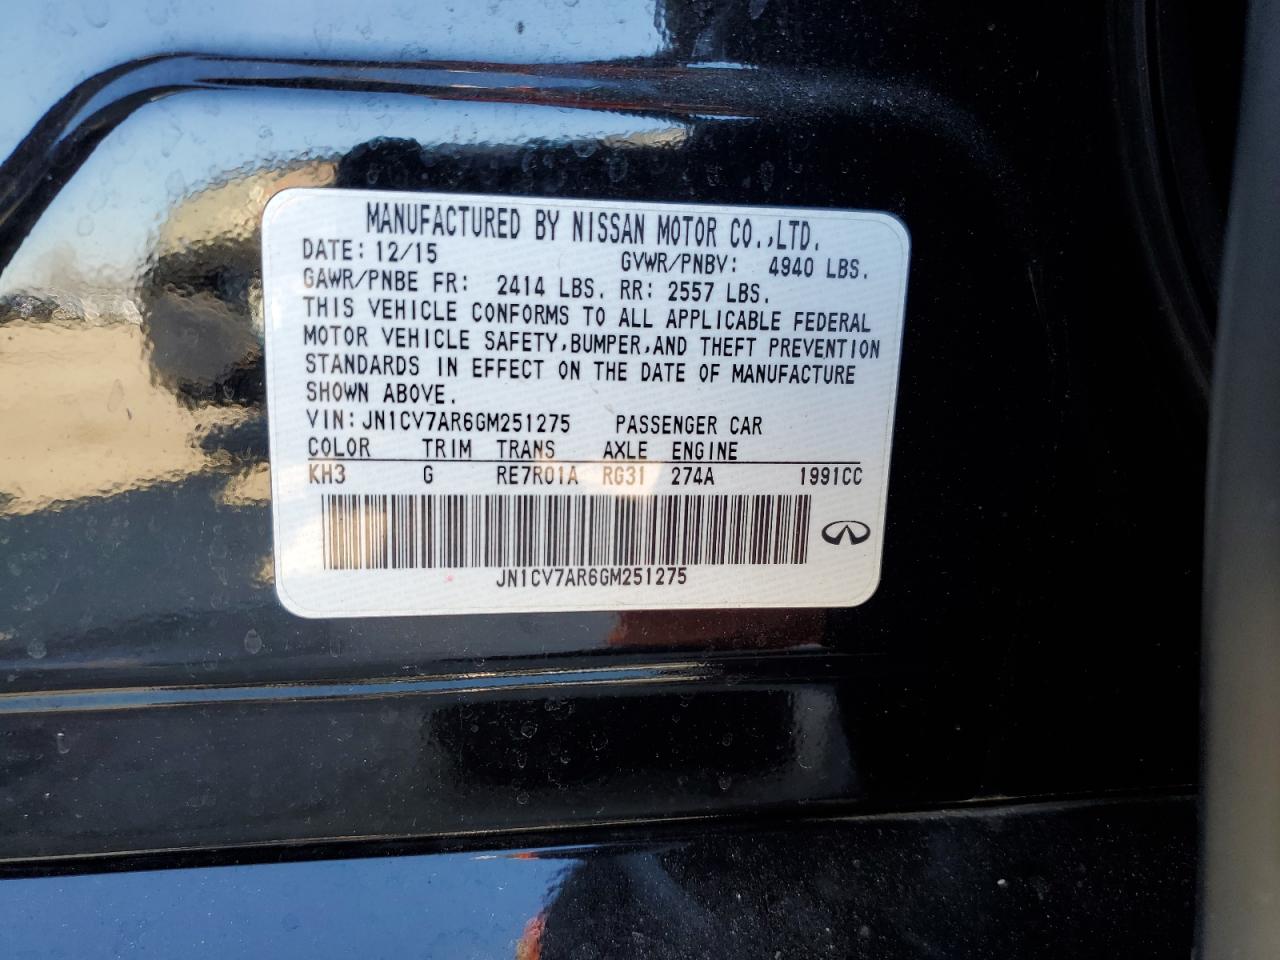 MANUFACTURED BY NISSAN MOTOR CO.,LTD.
DATE: 12/15 GVWR/PNBV: 4940 LBS.
GAWR/PNBE FR: 2414 LBS. RR: 2557 LBS.
THIS VEHICLE CONFORMS TO ALL APPLICABLE FEDERAL
MOTOR VEHICLE SAFETY,BUMPER,AND THEFT PREVENTION
STANDARDS IN EFFECT ON THE DATE OF MANUFACTURE
SHOWN ABOVE.
VIN:JN1CV7AR6GM251275 PASSENGER CAR
COLOR TRIM TRANS AXLE ENGINE
KH3 G RE7R01A RG31 274A 1991CC
JN1CV7AR6GM251275